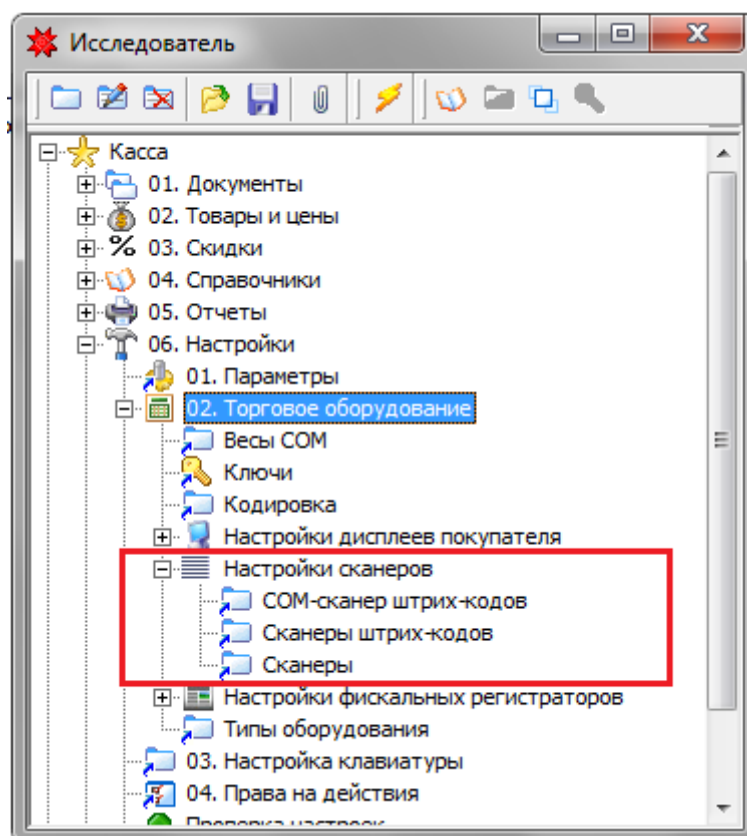 Исследователь
Касса
01. Документы
02. Товары и цены
% 03. Скидки
04. Справочники
05. Отчеты
06. Настройки
01. Параметры
02. Торговое оборудование
Весы COM
Ключи
Кодировка
Настройки дисплеев покупателя
Настройки сканеров
COM-сканер штрих-кодов
Сканеры штрих-кодов
Сканеры
Настройки фискальных регистраторов
Типы оборудования
03. Настройка клавиатуры
04. Права на действия
Проверка настроек